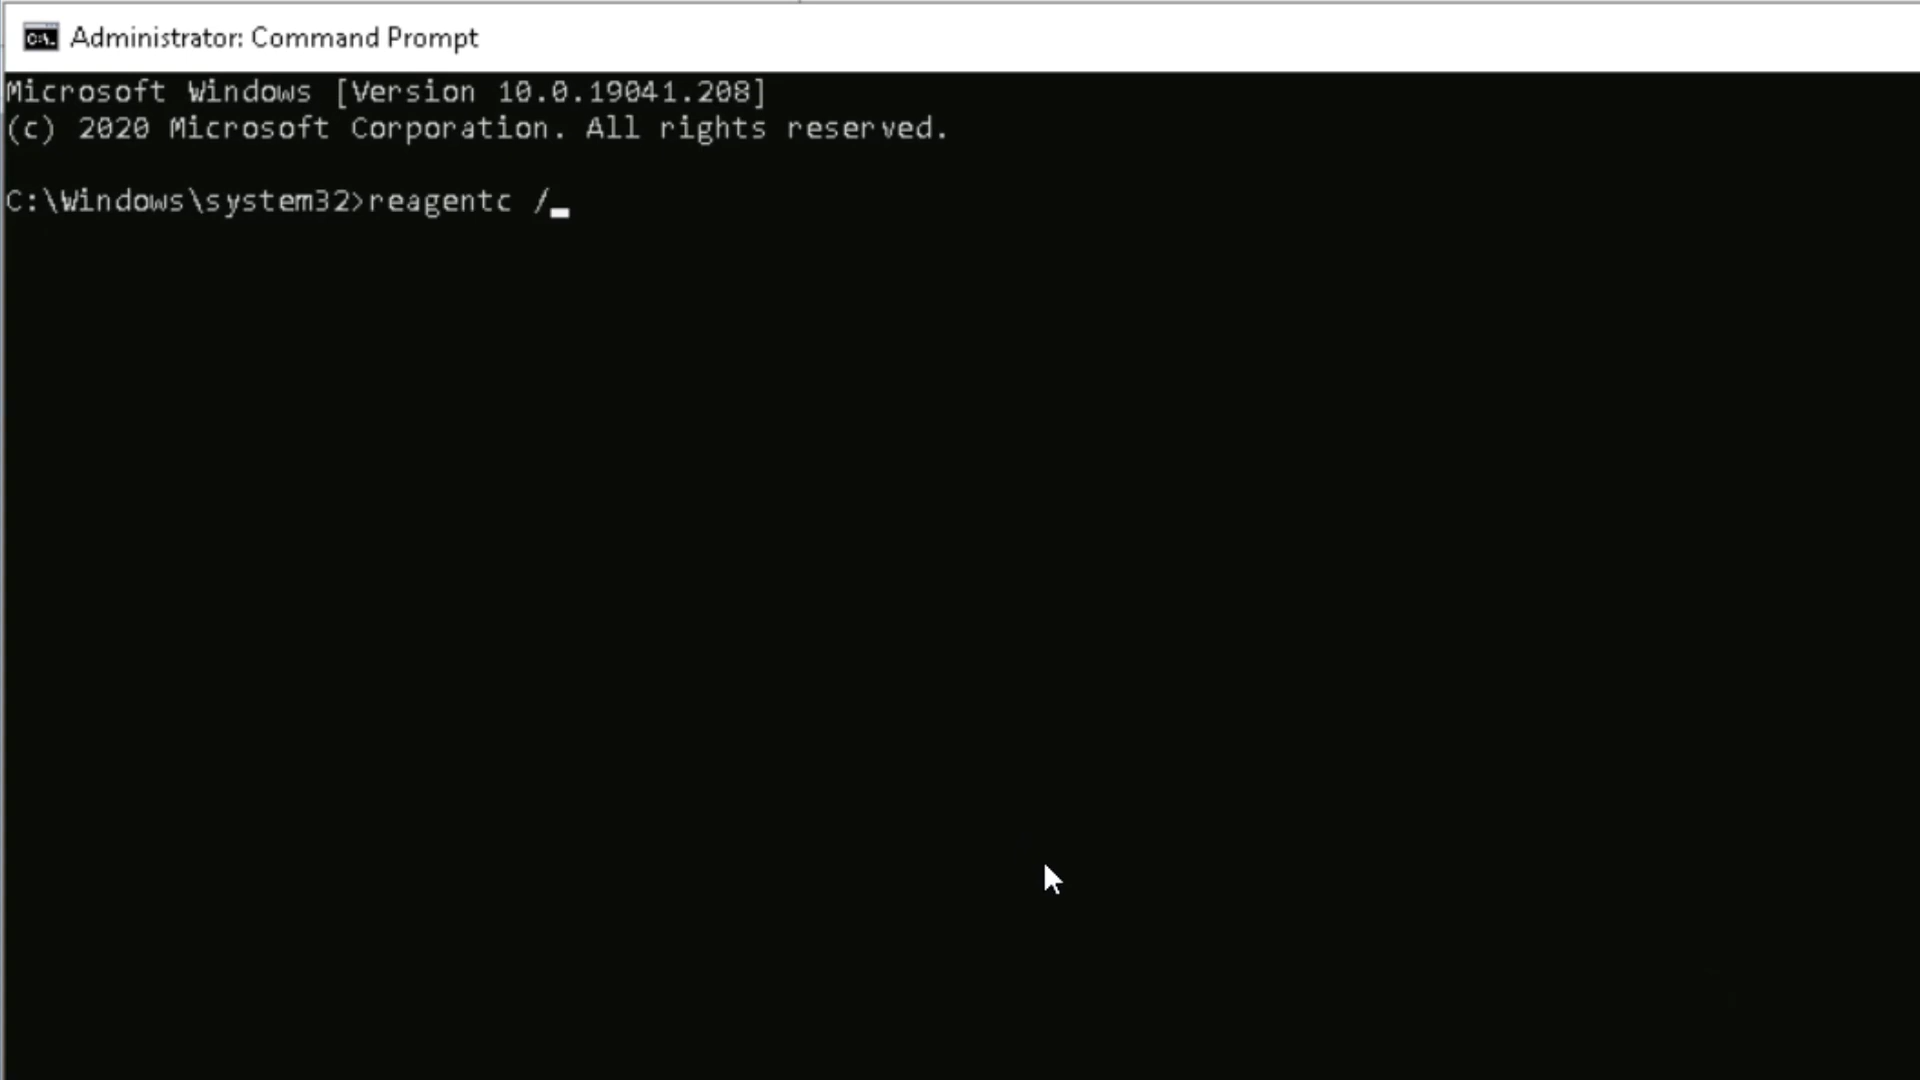 Administrator: Command Prompt
Microsoft Windows [Version 10.0.19041.208]
(c) 2020 Microsoft Corporation. All rights reserved.
C:\Windows\system32>reagentc /